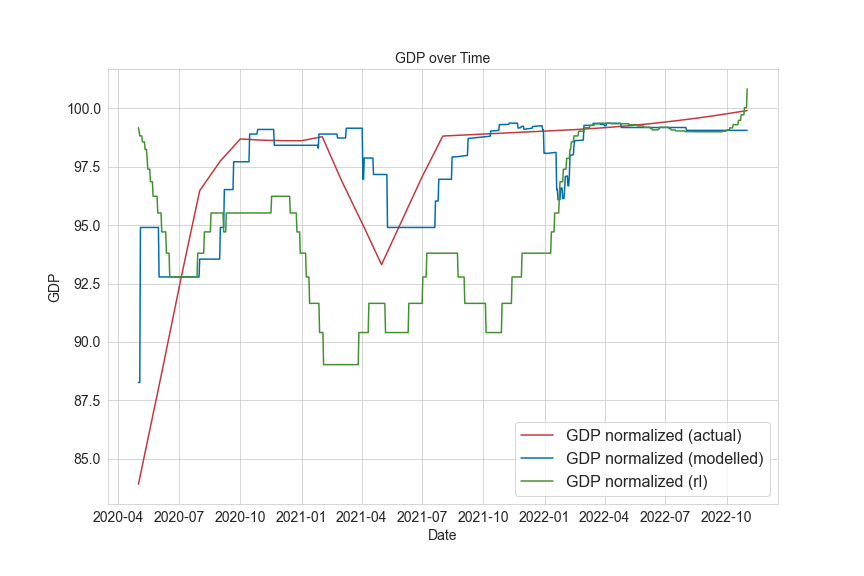 GDP over Time
100.0
97.5
95.0
92.5
90.0
87.5
85.0
GDP
GDP normalized (actual)
GDP normalized (modelled)
GDP normalized (rl)
2020-04 2020-07 2020-10 2021-01 2021-04 2021-07 2021-10 2022-01 2022-04 2022-07 2022-10
Date